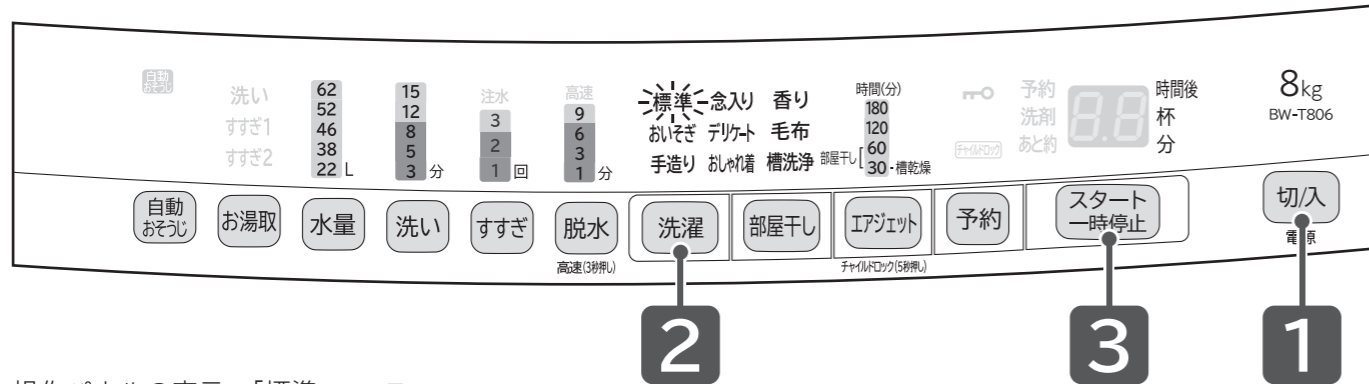 自動
おそうじ
洗い
すすぎ1
すすぎ2
62
52
46
38
22 L
15
12
8
5
3 分
注水
3
2
1 回
高速
9
6
3
1 分
標準 念入り 香り
おいそぎ デリケート 毛布
手造り おしゃれ着 槽洗浄
時間(分)
180
120
部屋干し[ 60
30 -槽乾燥
チャイルドロック
予約
洗剤
あと約
8.8
時間後
杯
分
8kg
BW-T806
自動
おそうじ
お湯取
水量
洗い
すすぎ
脱水
高速(3秒押し)
洗濯
部屋干し
エアジェット
チャイルドロック(5秒押し)
予約
スタート
一時停止
切/入
電源
2
3
1